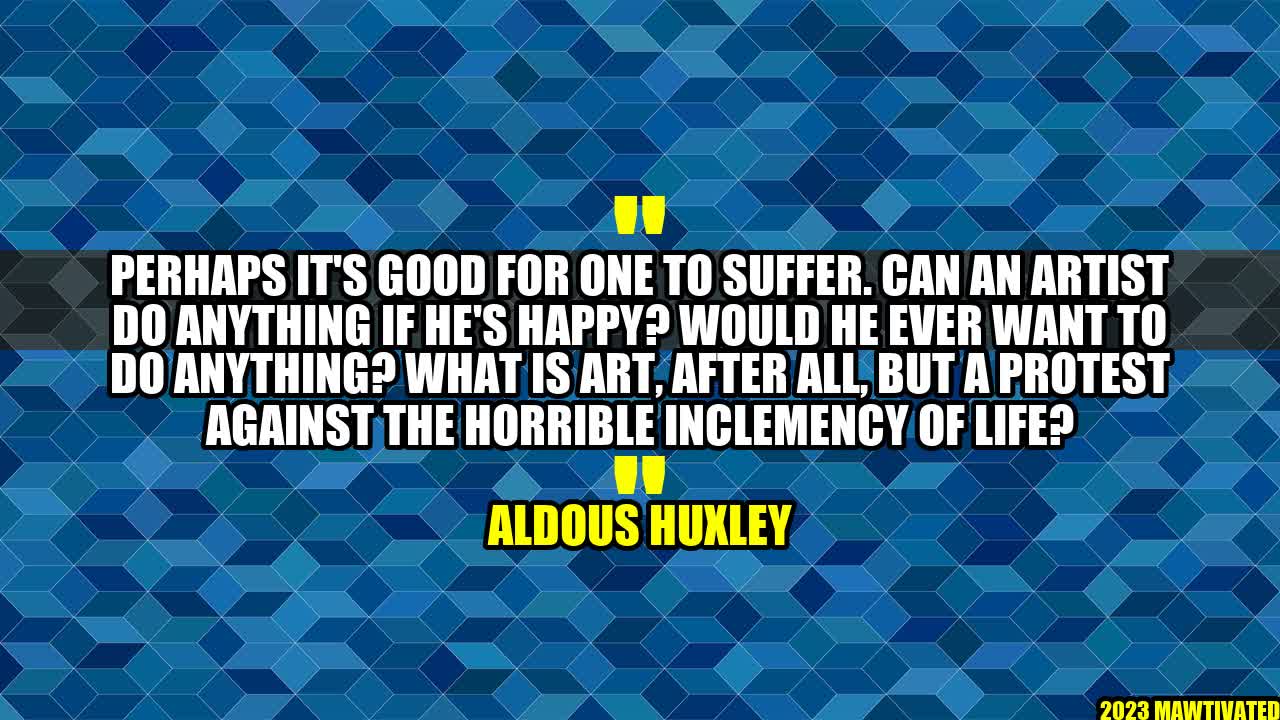 "
PERHAPS IT'S GOOD FOR ONE TO SUFFER. CAN AN ARTIST
DO ANYTHING IF HE'S HAPPY? WOULD HE EVER WANT TO
DO ANYTHING? WHAT IS ART, AFTER ALL, BUT A PROTEST
AGAINST THE HORRIBLE INCLEMENCY OF LIFE?
"
ALDOUS HUXLEY
2023 MAWTIVATED